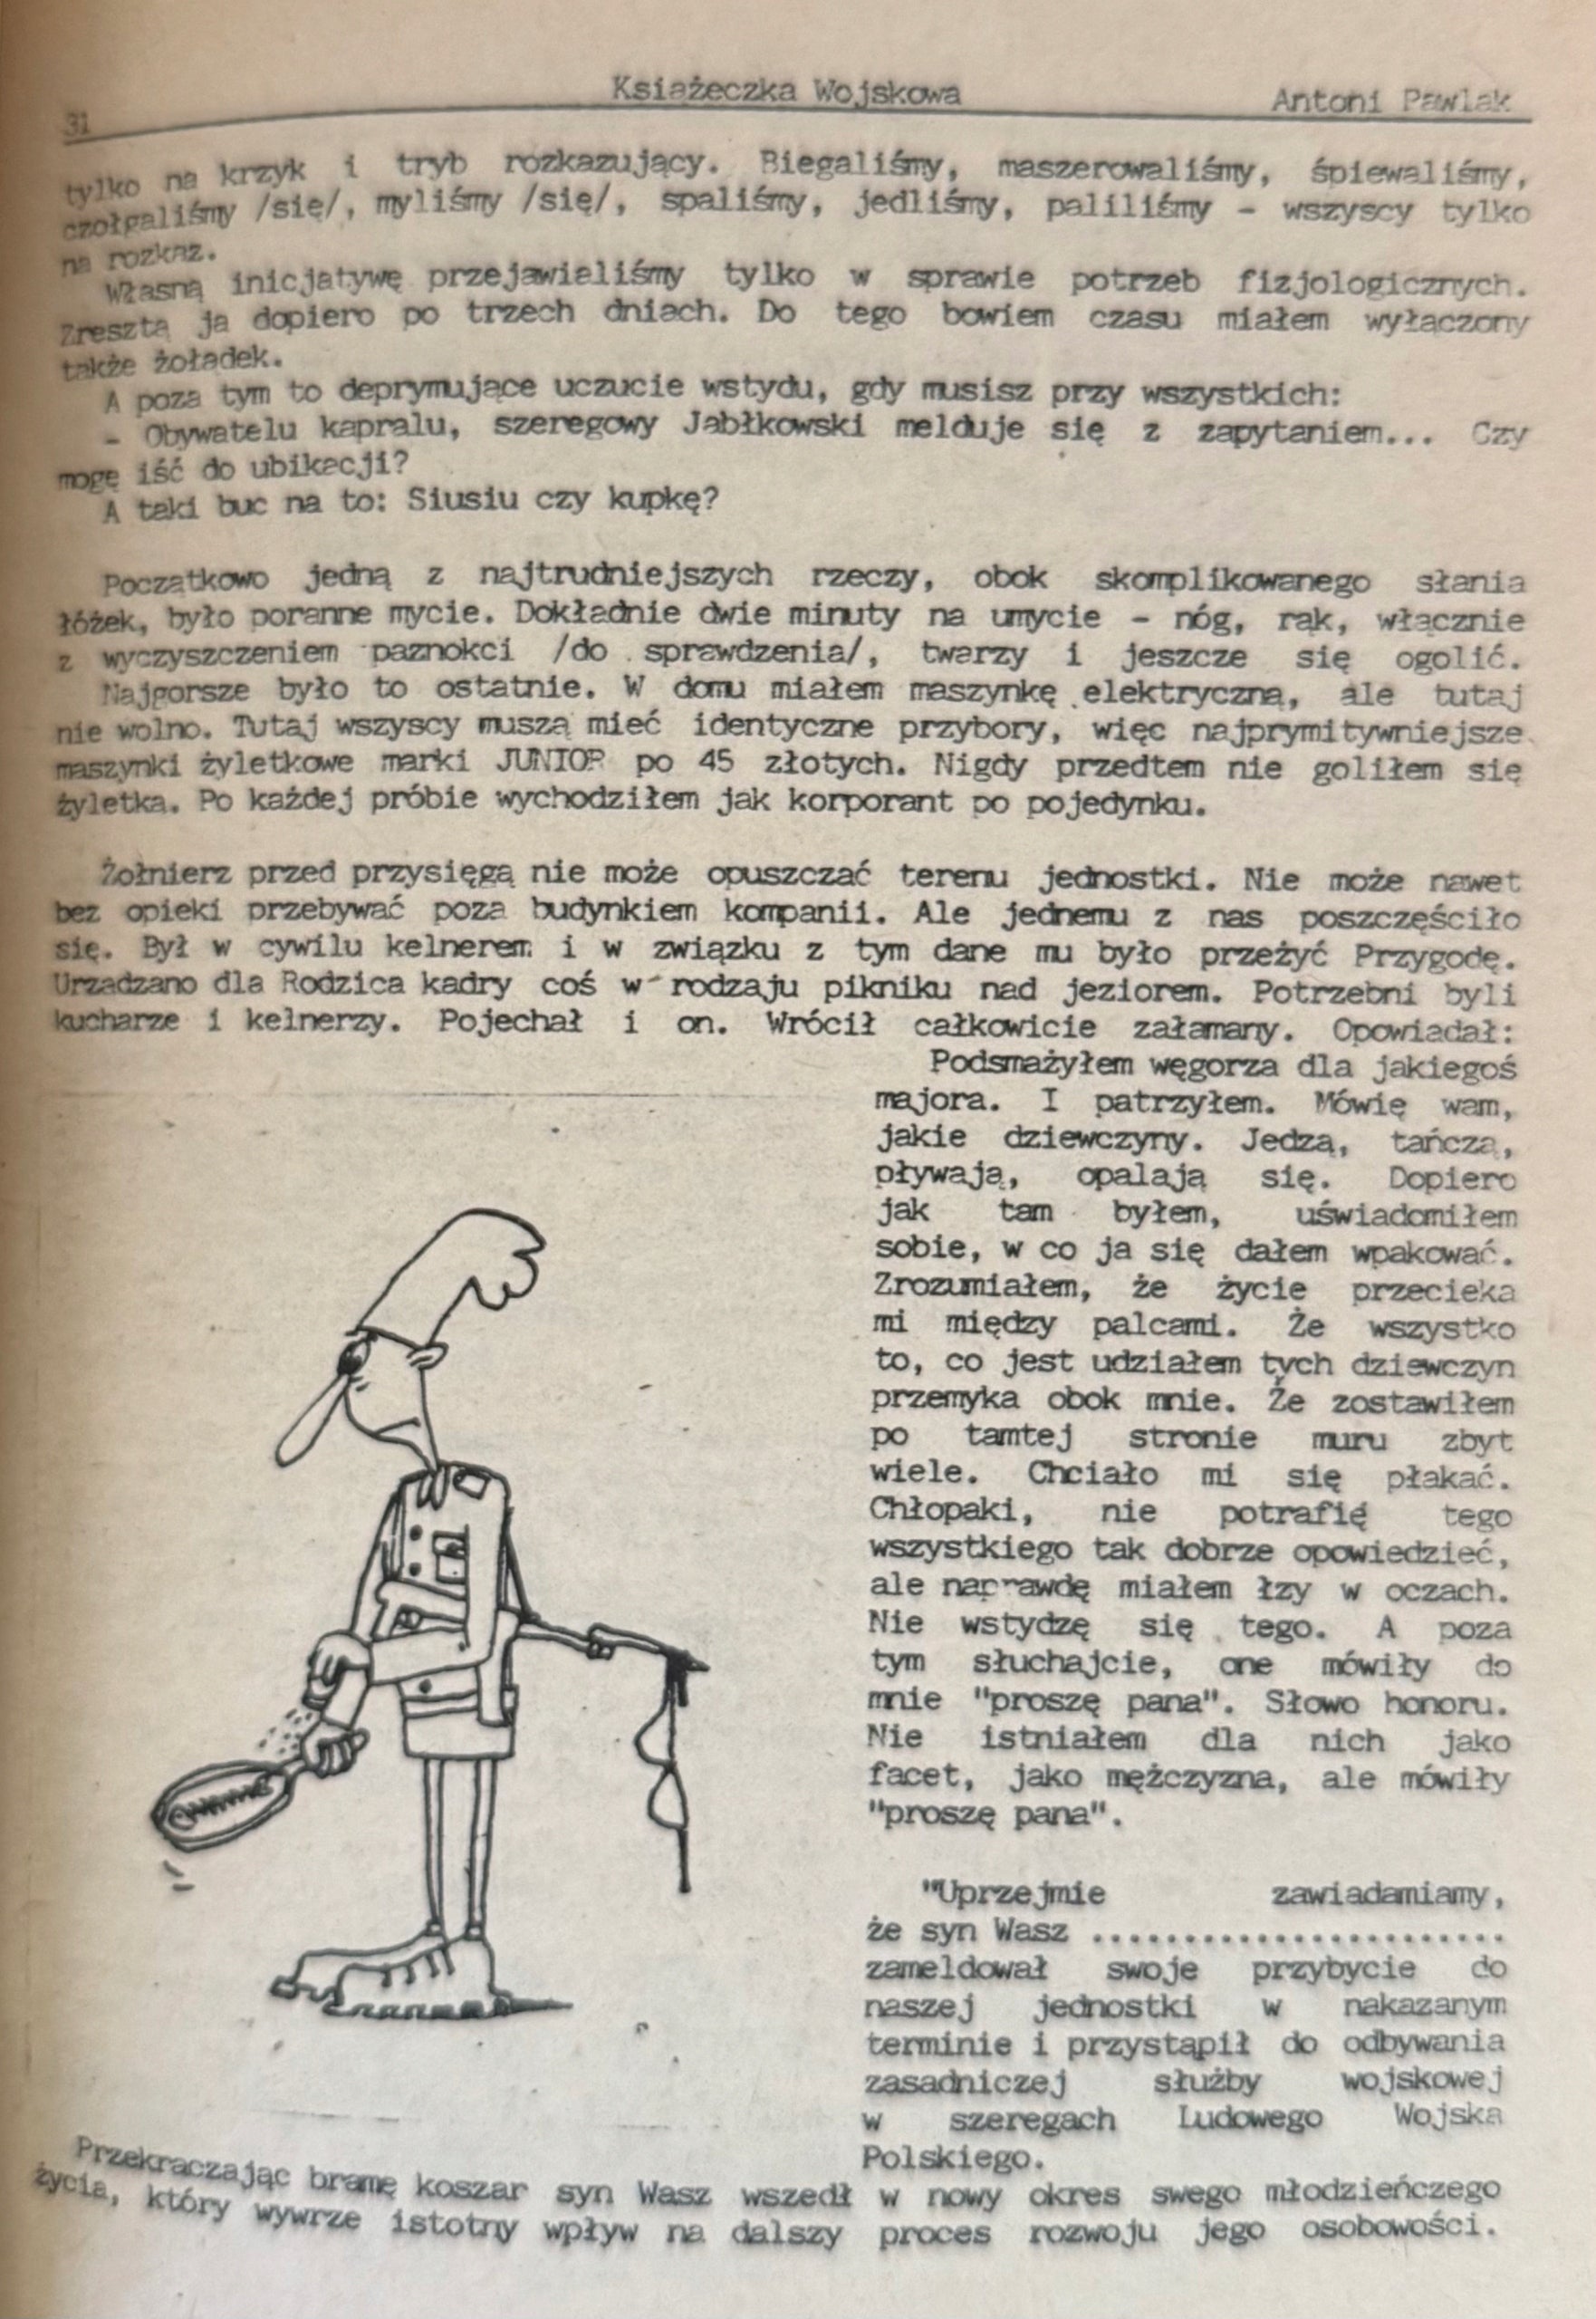 Książeczka Wojskowa
Antoni Pawlak
31
tylko na krzyk i tryb rozkazujący. Biegaliśmy, maszerowaliśmy, śpiewaliśmy,
czołgaliśmy /się/, myliśmy /się/, spaliśmy, jedliśmy, paliliśmy - wszyscy tylko
na rozkaz.
Własną inicjatywę przejawialiśmy tylko w sprawie potrzeb fizjologicznych.
Zresztą ja dopiero po trzech dniach. Do tego bowiem czasu miałem wyłączony
także żołądek.
A poza tym to deprymujące uczucie wstydu, gdy musisz przy wszystkich:
- Obywatelu kapralu, szeregowy Jabłkowski melduje się z zapytaniem... Czy
mogę iść do ubikacji?
A taki buc na to: Siusiu czy kupkę?
Początkowo jedną z najtrudniejszych rzeczy, obok skomplikowanego słania
łóżek, było poranne mycie. Dokładnie dwie minuty na umycie - nóg, rąk, włącznie
z wyczyszczeniem paznokci /do sprawdzenia/, twarzy i jeszcze się ogolić.
Najgorsze było to ostatnie. W domu miałem maszynkę elektryczną, ale tutaj
nie wolno. Tutaj wszyscy muszą mieć identyczne przybory, więc najprymitywniejsze
maszynki żyletkowe marki JUNIOR po 45 złotych. Nigdy przedtem nie goliłem się
żyletką. Po każdej próbie wychodziłem jak korporant po pojedynku.
Żołnierz przed przysięgą nie może opuszczać terenu jednostki. Nie może nawet
bez opieki przebywać poza budynkiem kompanii. Ale jednemu z nas poszczęściło
się. Był w cywilu kelnerem i w związku z tym dane mu było przeżyć Przygodę.
Urządzano dla Rodzica kadry coś w rodzaju pikniku nad jeziorem. Potrzebni byli
kucharze i kelnerzy. Pojechał i on. Wrócił całkowicie załamany. Opowiadał:
Podsmażyłem węgorza dla jakiegoś
majora. I patrzyłem. Mówię wam,
jakie dziewczyny. Jedzą, tańczą,
pływają, opalają się. Dopiero
jak tam byłem, uświadomiłem
sobie, w co ja się dałem wpakować.
Zrozumiałem, że życie przecieka
mi między palcami. Że wszystko
to, co jest udziałem tych dziewczyn
przemyka obok mnie. Że zostawiłem
po tamtej stronie muru zbyt
wiele. Chciało mi się płakać.
Chłopaki, nie potrafię tego
wszystkiego tak dobrze opowiedzieć,
ale naprawdę miałem łzy w oczach.
Nie wstydzę się tego. A poza
tym słuchajcie, one mówiły do
mnie "proszę pana". Słowo honoru.
Nie istniałem dla nich jako
facet, jako mężczyzna, ale mówiły
"proszę pana".
"Uprzejmie zawiadamiamy,
że syn Wasz .......................
zameldował swoje przybycie do
naszej jednostki w nakazanym
terminie i przystąpił do odbywania
zasadniczej służby wojskowej
w szeregach Ludowego Wojska
Polskiego.
Przekraczając bramę koszar syn Wasz wszedł w nowy okres swego młodzieńczego
życia, który wywrze istotny wpływ na dalszy proces rozwoju jego osobowości.